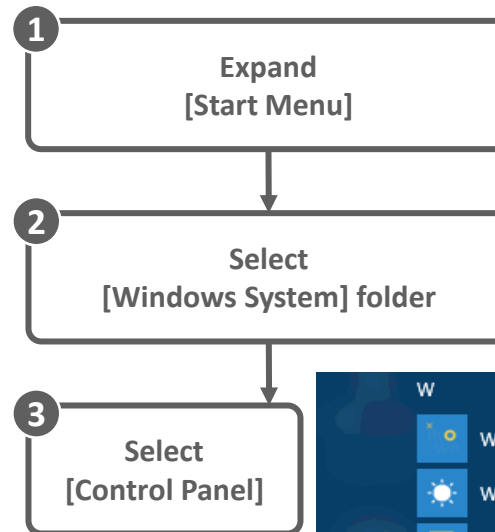 1
Expand
[Start Menu]
2
Select
[Windows System] folder
3
Select
[Control Panel]
W
W
W